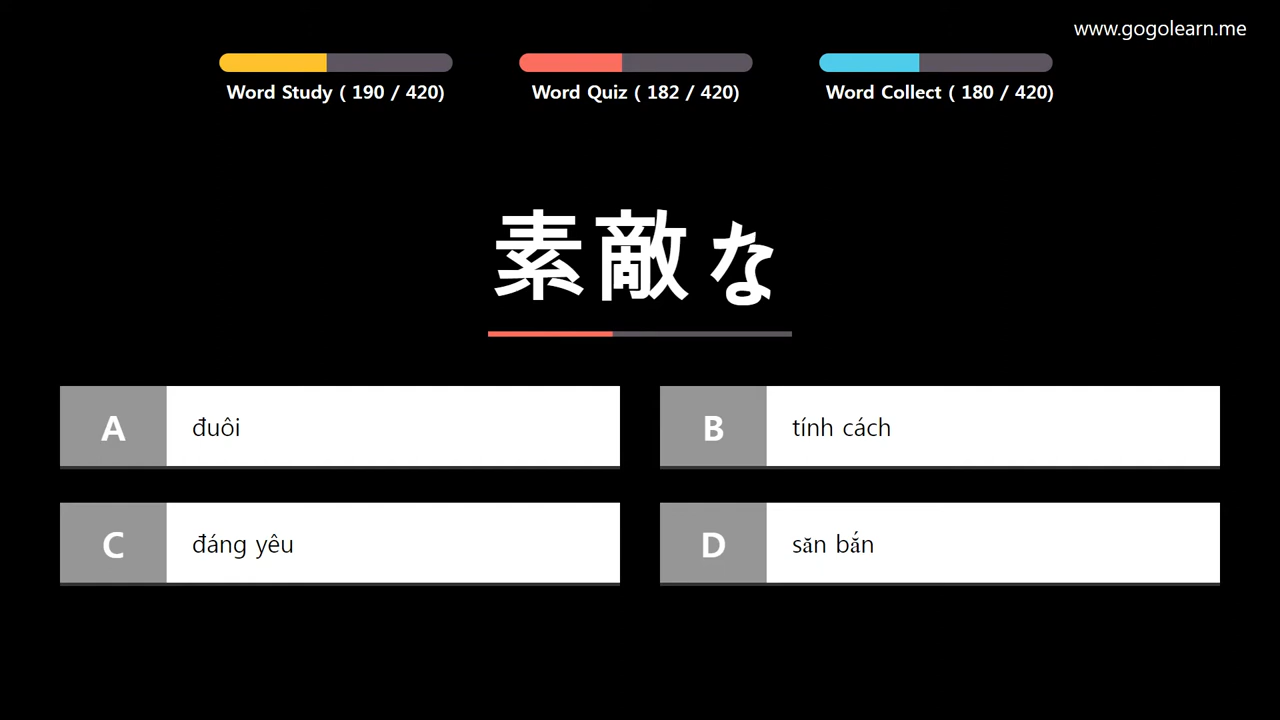 www.gogolearn.me
Word Study ( 190 / 420)
Word Quiz ( 182 / 420)
Word Collect ( 180 / 420)
素敵な
A đuôi
B tính cách
C đáng yêu
D săn bắn